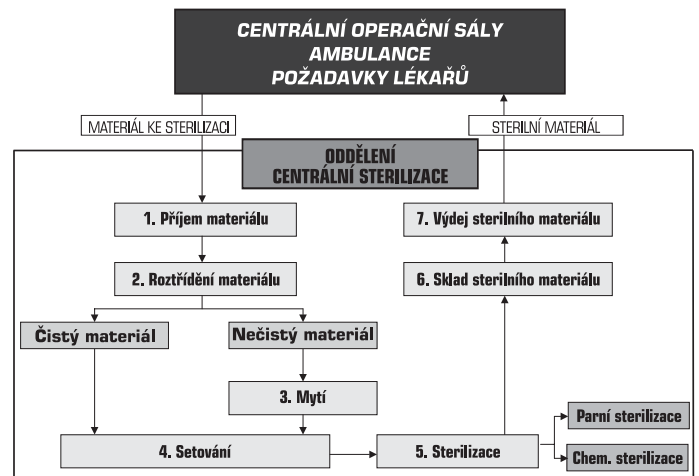 CENTRÁLNÍ OPERAČNÍ SÁLY
AMBULANCE
POŽADAVKY LÉKAŘŮ
MATERIÁL KE STERILIZACI
STERILNÍ MATERIÁL
ODDĚLENÍ
CENTRÁLNÍ STERILIZACE
1. Příjem materiálu
7. Výdej sterilního materiálu
2. Roztřídění materiálu
6. Sklad sterilního materiálu
Čistý materiál
Nečistý materiál
3. Mytí
Parní sterilizace
4. Setování
5. Sterilizace
Chem. sterilizace